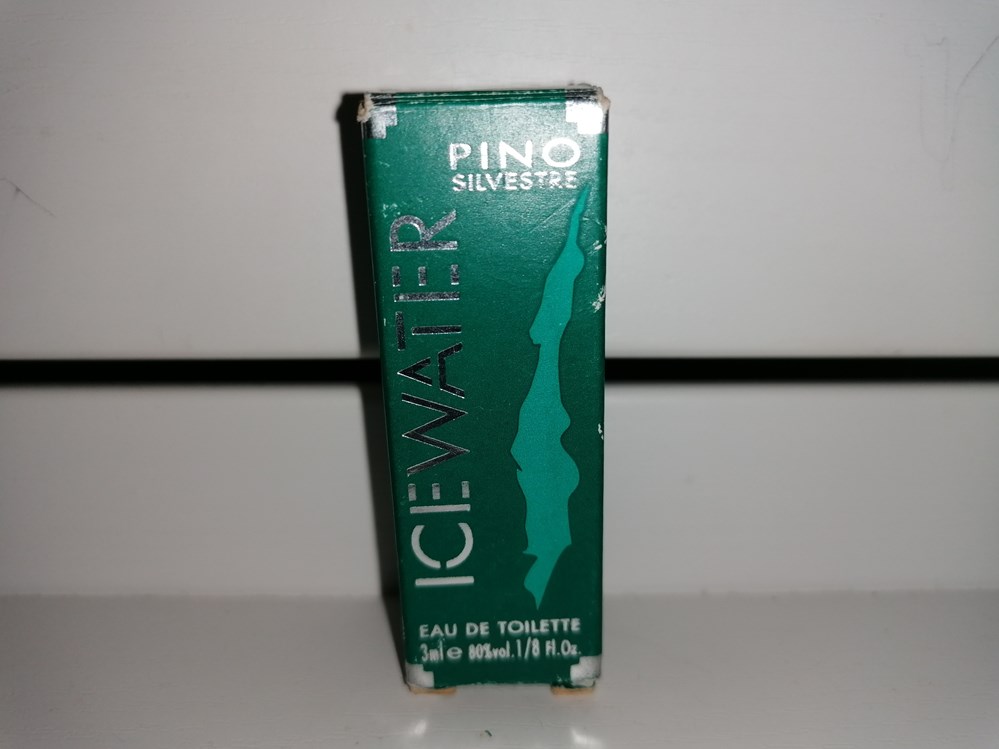 PINO
SILVESTRE
ICEWATER
EAU DE TOILETTE
3ml e 80%vol.1/8 Fl.Oz.